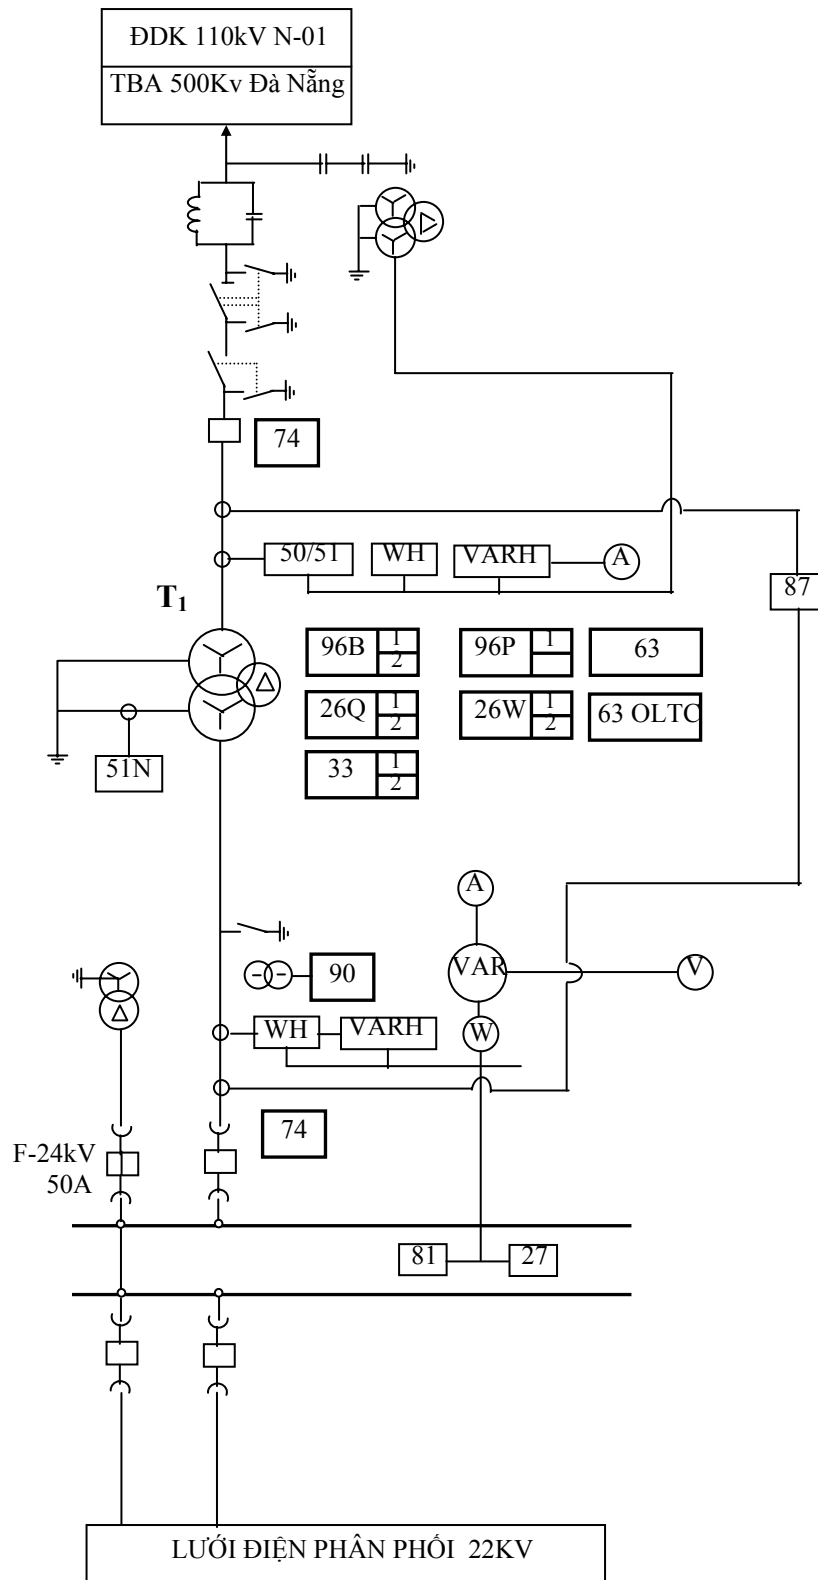 ĐDK 110kV N-01
TBA 500Kv Đà Nẵng
74
50/51
WH
VARH
A
87
T1
96B
1
2
96P
1
63
26Q
1
2
26W
1
2
63 OLTC
51N
33
1
2
A
VAR
V
90
W
WH
VARH
74
F-24kV
50A
81
27
LƯỚI ĐIỆN PHÂN PHỐI 22KV